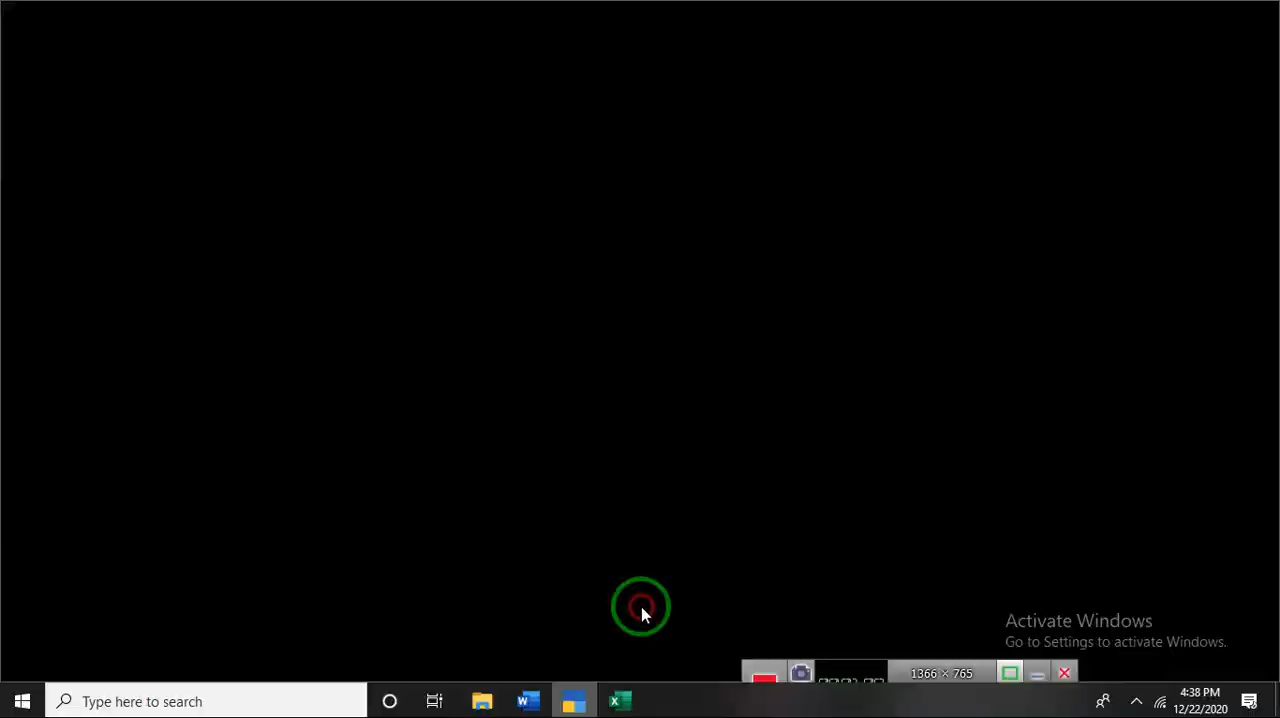 Activate Windows
Go to Settings to activate Windows.
1366 × 765
Type here to search
4:38 PM
12/22/2020